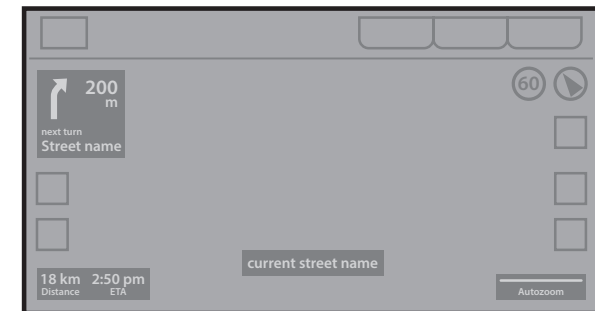 200
m
60
next turn
Street name
current street name
18 km 2:50 pm
Distance ETA
Autozoom